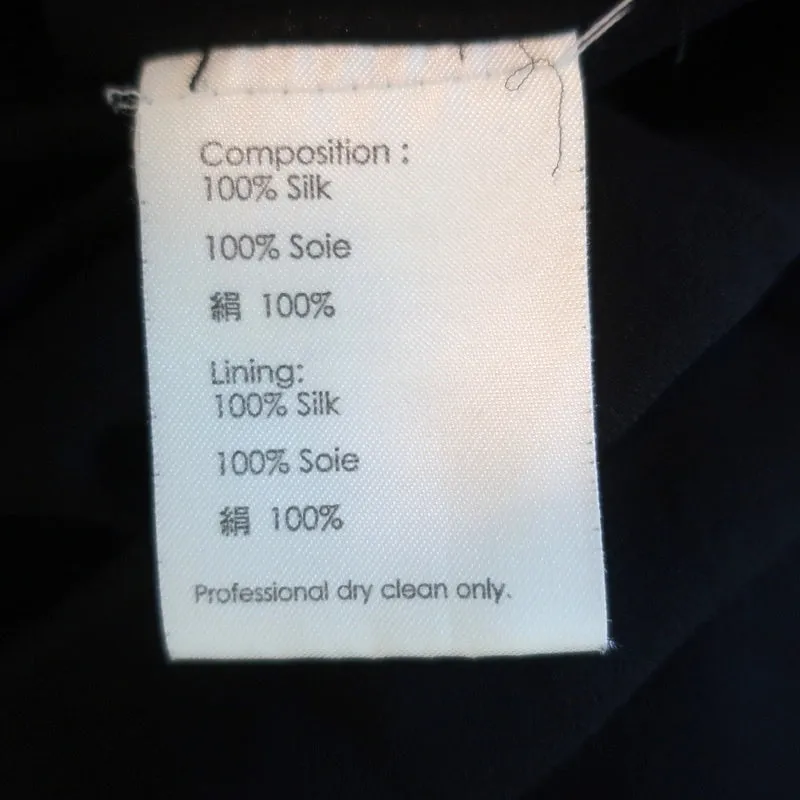 Composition :
100% Silk
100% Soie
絹 100%
Lining:
100% Silk
100% Soie
絹 100%
Professional dry clean only.